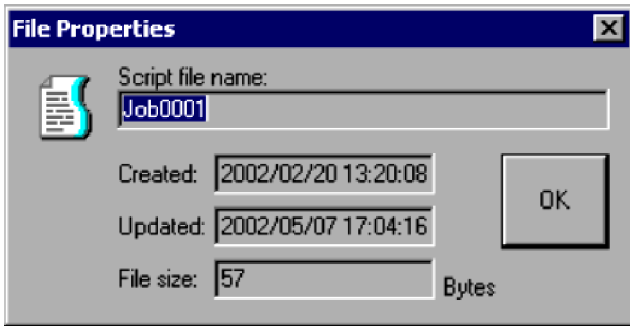 File Properties
Script file name:
Job0001
Created: 2002/02/20 13:20:08
Updated: 2002/05/07 17:04:16
OK
File size: 57 Bytes